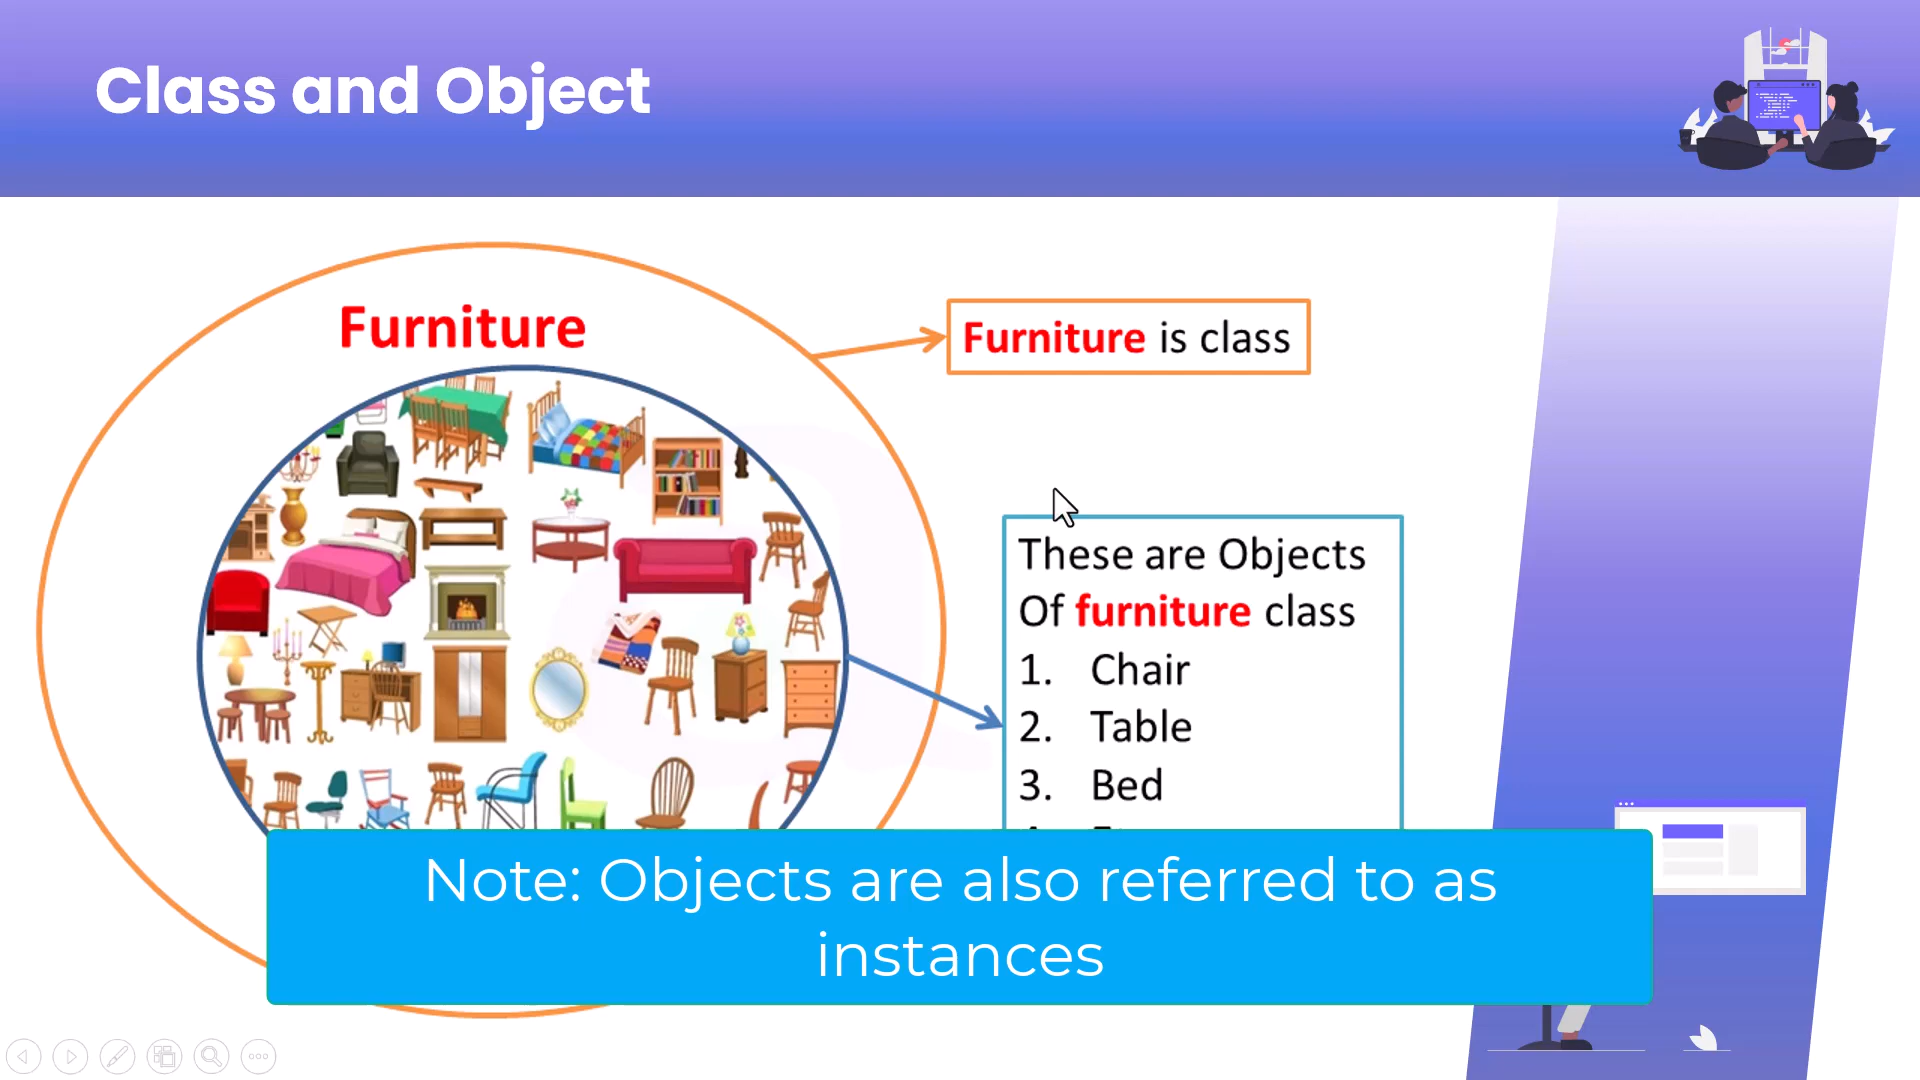 Class and Object
Furniture
Furniture is class
These are Objects
Of furniture class
1. Chair
2. Table
3. Bed
Note: Objects are also referred to as
instances